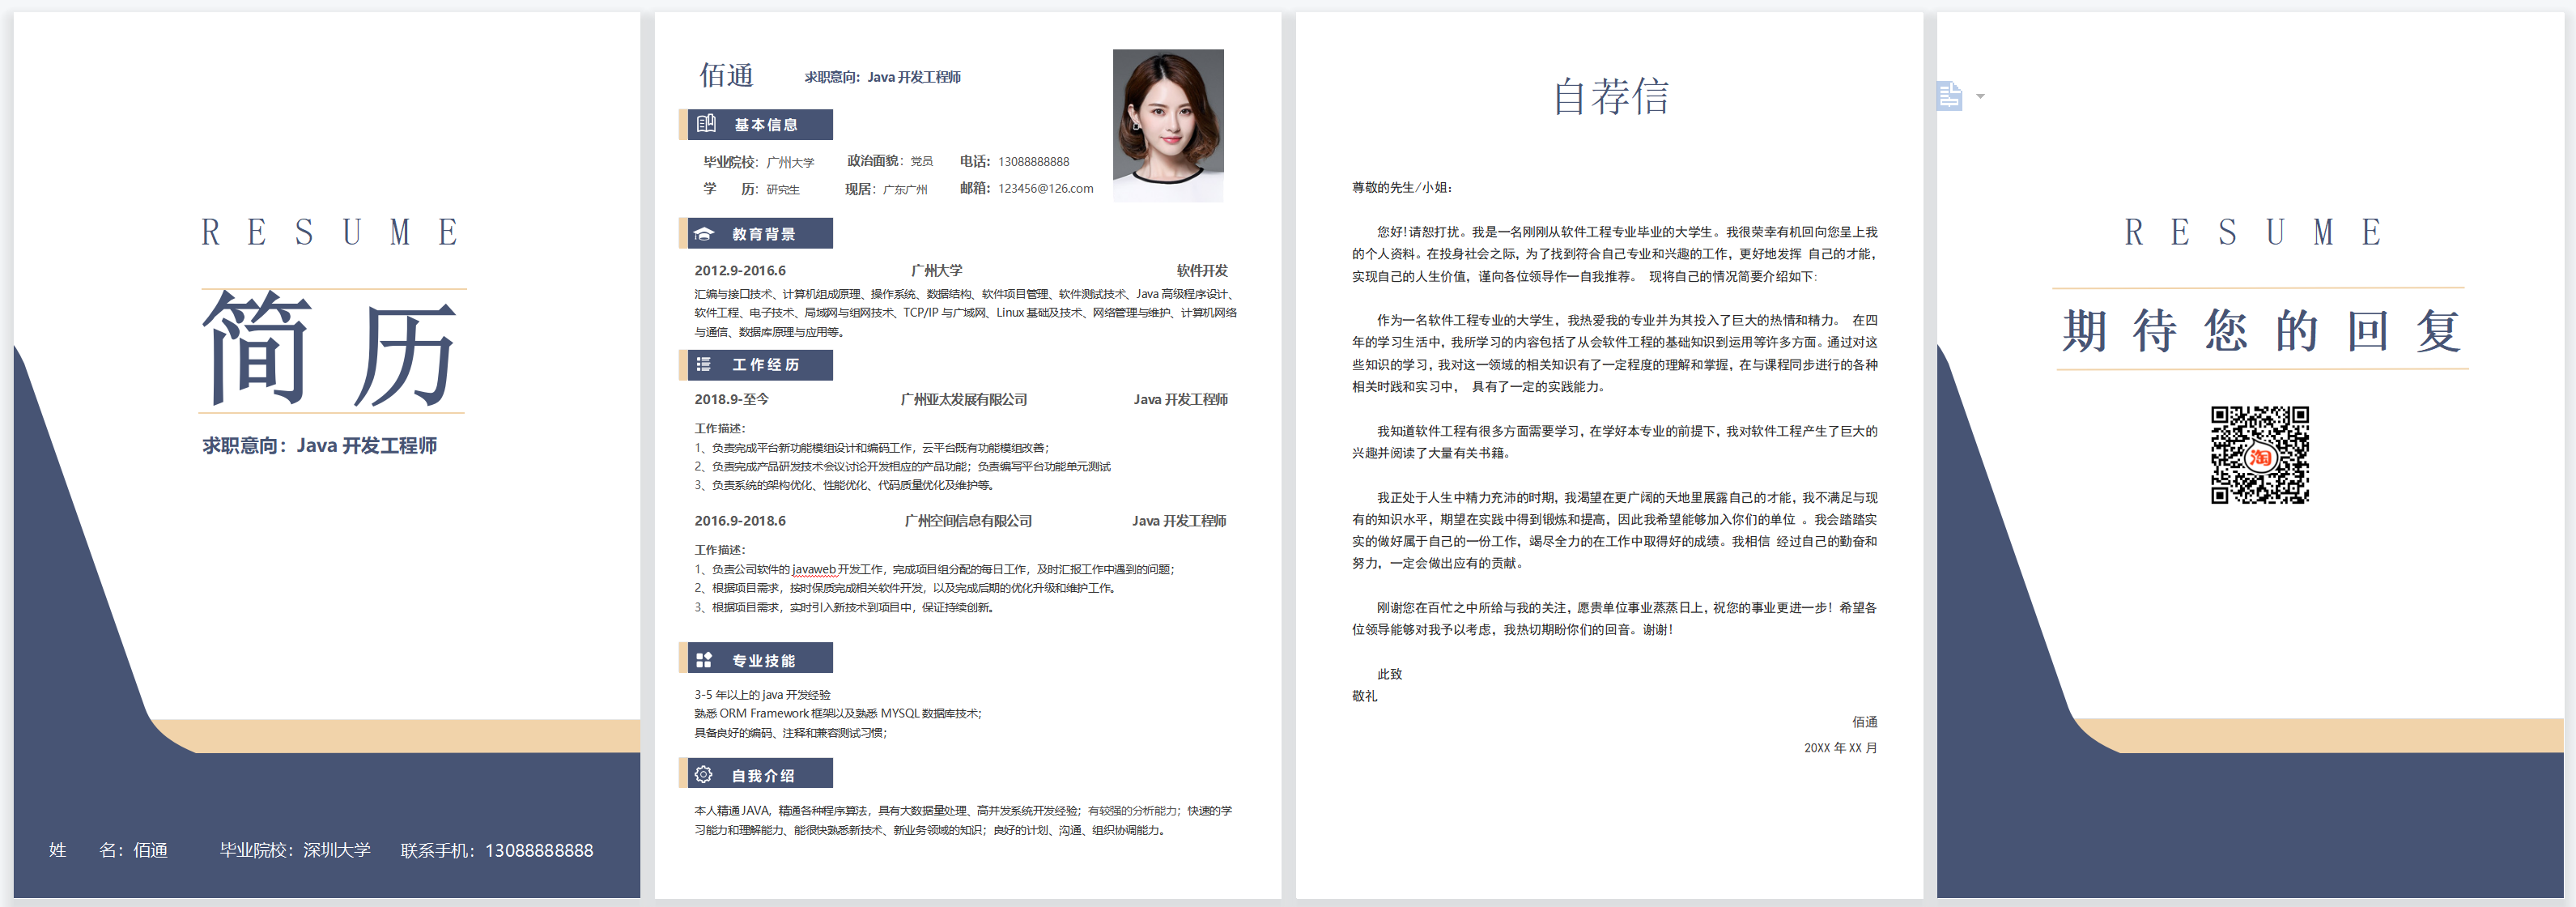 RESUME
简历
求职意向：Java 开发工程师
姓 名：佰通 毕业院校：深圳大学 联系手机：13088888888
佰通 求职意向：Java 开发工程师
基本信息
毕业院校：广州大学 政治面貌：党员 电话：13088888888
学 历：研究生 现居：广东广州 邮箱：123456@126.com
教育背景
2012.9-2016.6 广州大学 软件开发
汇编与接口技术、计算机组成原理、操作系统、数据结构、软件项目管理、软件测试技术、Java 高级程序设计、
软件工程、电子技术、局域网与组网技术、TCP/IP 与广域网、Linux 基础及技术、网络管理与维护、计算机网络
与通信、数据库原理与应用等。
工作经历
2018.9-至今 广州亚太发展有限公司 Java 开发工程师
工作描述：
1、负责完成平台新功能模组设计和编码工作，云平台既有功能模组改善；
2、负责完成产品研发技术会议讨论开发相应的产品功能；负责编写平台功能单元测试
3、负责系统的架构优化、性能优化、代码质量优化及维护等。
2016.9-2018.6 广州空间信息有限公司 Java 开发工程师
工作描述：
1、负责公司软件的 javaweb 开发工作，完成项目组分配的每日工作，及时汇报工作中遇到的问题；
2、根据项目需求，按时保质完成相关软件开发，以及完成后期的优化升级和维护工作。
3、根据项目需求，实时引入新技术到项目中，保证持续创新。
专业技能
3-5 年以上的 java 开发经验
熟悉 ORM Framework 框架以及熟悉 MYSQL 数据库技术；
具备良好的编码、注释和兼容测试习惯；
自我介绍
本人精通 JAVA，精通各种程序算法，具有大数据量处理、高并发系统开发经验；有较强的分析能力；快速的学
习能力和理解能力、能很快熟悉新技术、新业务领域的知识；良好的计划、沟通、组织协调能力。
自荐信
尊敬的先生/小姐：
您好！请恕打扰。我是一名刚刚从软件工程专业毕业的大学生。我很荣幸有机回向您呈上我
的个人资料。在投身社会之际，为了找到符合自己专业和兴趣的工作，更好地发挥 自己的才能，
实现自己的人生价值，谨向各位领导作一自我推荐。 现将自己的情况简要介绍如下：
作为一名软件工程专业的大学生，我热爱我的专业并为其投入了巨大的热情和精力。 在四
年的学习生活中，我所学习的内容包括了从会软件工程的基础知识到运用等许多方面。通过对这
些知识的学习，我对这一领域的相关知识有了一定程度的理解和掌握，在与课程同步进行的各种
相关时践和实习中， 具有了一定的实践能力。
我知道软件工程有很多方面需要学习，在学好本专业的前提下，我对软件工程产生了巨大的
兴趣并阅读了大量有关书籍。
我正处于人生中精力充沛的时期，我渴望在更广阔的天地里展露自己的才能，我不满足与现
有的知识水平，期望在实践中得到锻炼和提高，因此我希望能够加入你们的单位 。我会踏踏实
实的做好属于自己的一份工作，竭尽全力的在工作中取得好的成绩。我相信 经过自己的勤奋和
努力，一定会做出应有的贡献。
刚谢您在百忙之中所给与我的关注，愿贵单位事业蒸蒸日上，祝您的事业更进一步！希望各
位领导能够对我予以考虑，我热切期盼你们的回音。谢谢！
此致
敬礼
佰通
20XX 年 XX 月
RESUME
期待您的回复
淘